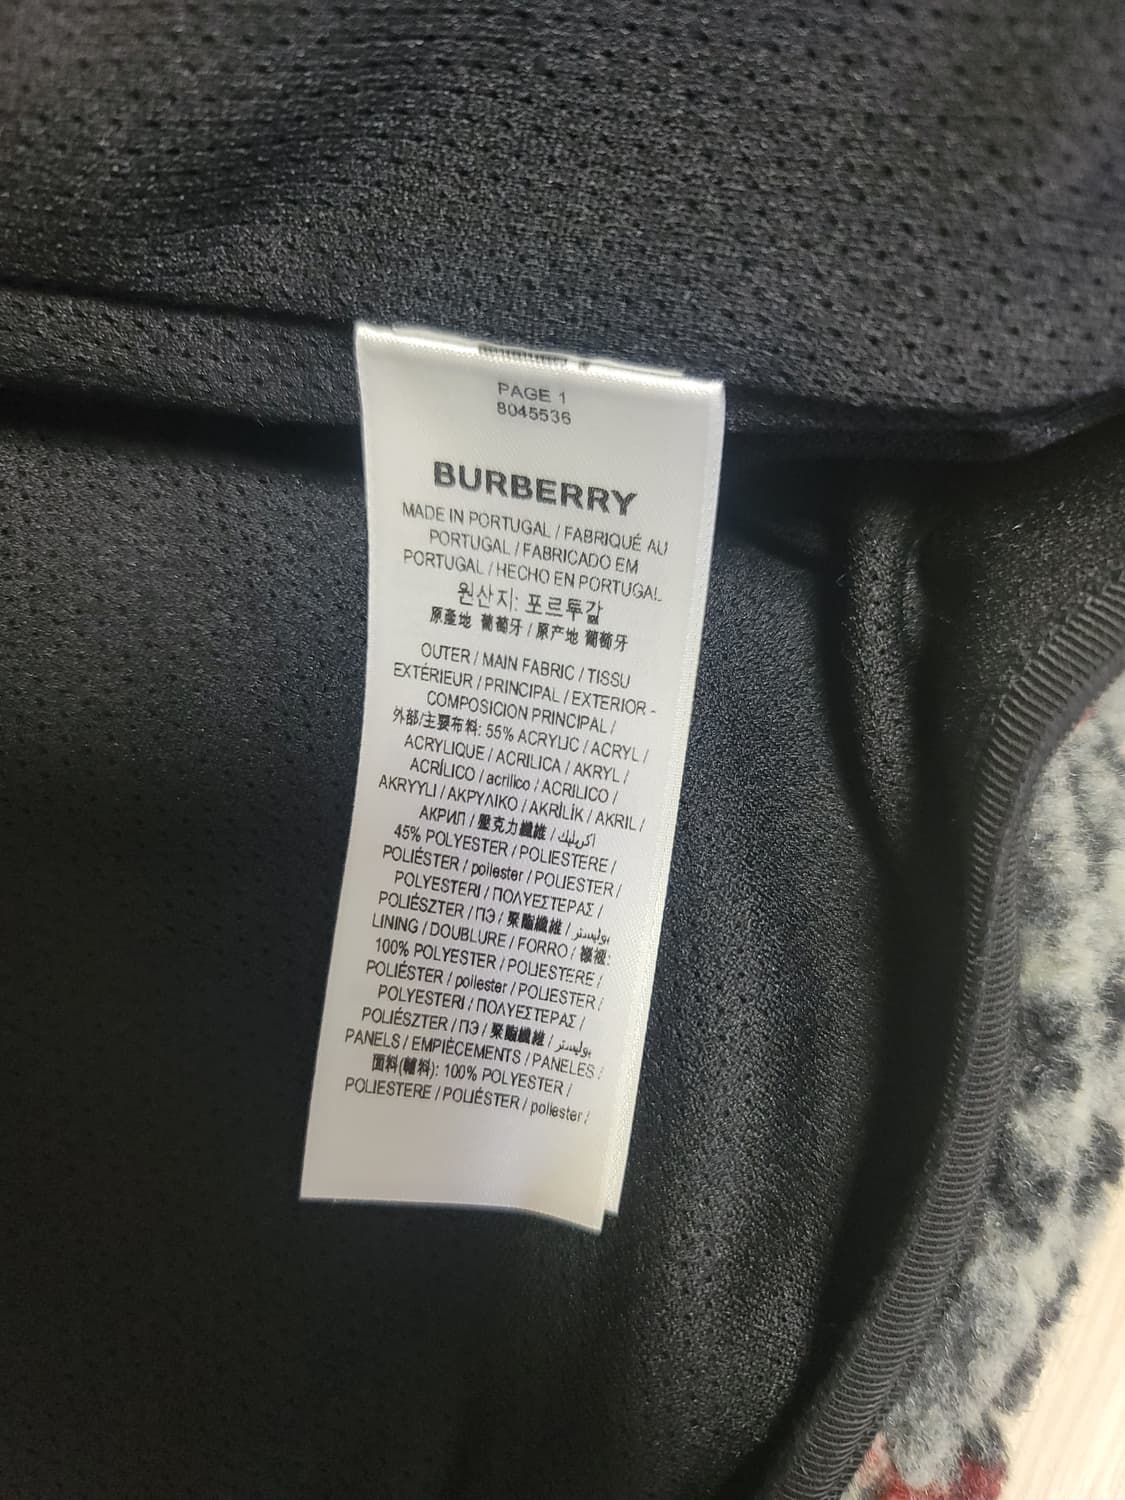 PAGE 1
8045536
BURBERRY
MADE IN PORTUGAL / FABRIQUÉ AU
PORTUGAL / FABRICADO EM
PORTUGAL / HECHO EN PORTUGAL
원산지: 포르투갈
原產地 葡萄牙 / 原产地 葡萄牙
OUTER / MAIN FABRIC / TISSU
EXTÉRIEUR / PRINCIPAL / EXTERIOR -
COMPOSICION PRINCIPAL /
外部/主要布料: 55% ACRYLIC / ACRYL /
ACRYLIQUE / ACRILICA / AKRYL /
ACRÍLICO / acrílico / ACRILICO /
AKRYYLI / ΑΚΡΥΛΙΚΟ / AKRİLİK / AKRIL /
АКРИЛ / 壓克力纖維 / اكريليك
45% POLYESTER / POLIESTERE /
POLIÉSTER / poliester / POLIESTER /
POLYESTERI / ΠΟΛΥΕΣΤΕΡΑΣ /
POLIÉSZTER / ПЭ / 聚酯纖維 / بوليستر
LINING / DOUBLURE / FORRO / 襯裡:
100% POLYESTER / POLIESTERE /
POLIÉSTER / poliester / POLIESTER /
POLYESTERI / ΠΟΛΥΕΣΤΕΡΑΣ /
POLIÉSZTER / ПЭ / 聚酯纖維 / بوليستر
PANELS / EMPIÈCEMENTS / PANELES /
面料(輔料): 100% POLYESTER /
POLIESTERE / POLIÉSTER / poliester /